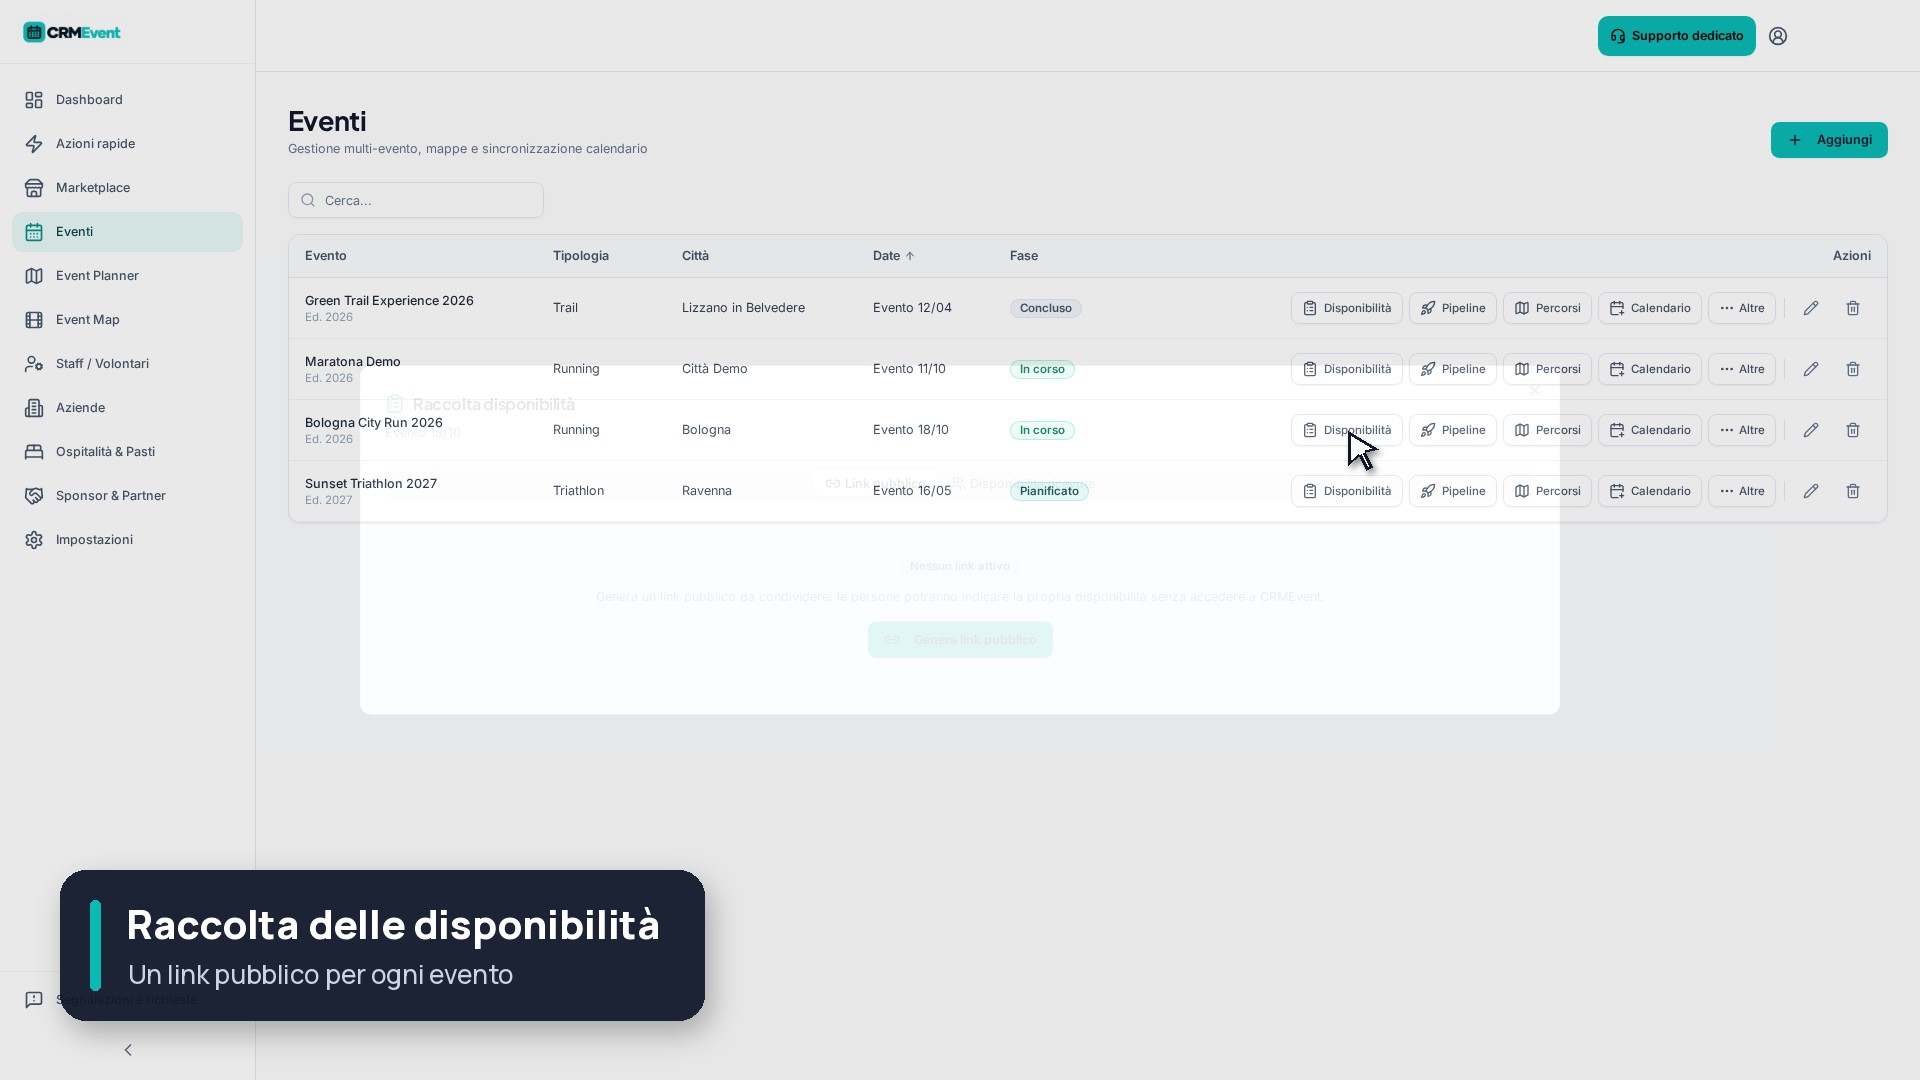 CRMEvent
Supporto dedicato
Dashboard
Azioni rapide
Marketplace
Eventi
Event Planner
Event Map
Staff / Volontari
Aziende
Ospitalità & Pasti
Sponsor & Partner
Impostazioni
Segnalazioni e richieste
Eventi
Gestione multi-evento, mappe e sincronizzazione calendario
Aggiungi
Cerca...
Evento Tipologia Città Date Fase Azioni
Green Trail Experience 2026
Ed. 2026
Trail Lizzano in Belvedere Evento 12/04 Concluso Disponibilità Pipeline Percorsi Calendario Altre
Maratona Demo
Ed. 2026
Running Città Demo Evento 11/10 In corso Disponibilità Pipeline Percorsi Calendario Altre
Bologna City Run 2026
Ed. 2026
Running Bologna Evento 18/10 In corso Disponibilità Pipeline Percorsi Calendario Altre
Sunset Triathlon 2027
Ed. 2027
Triathlon Ravenna Evento 16/05 Pianificato Disponibilità Pipeline Percorsi Calendario Altre
Raccolta disponibilità
Evento 18/10
Link pubblico
Nessun link attivo
Genera un link pubblico da condividere: le persone potranno indicare la propria disponibilità senza accedere a CRMEvent.
Genera link pubblico
Raccolta delle disponibilità
Un link pubblico per ogni evento